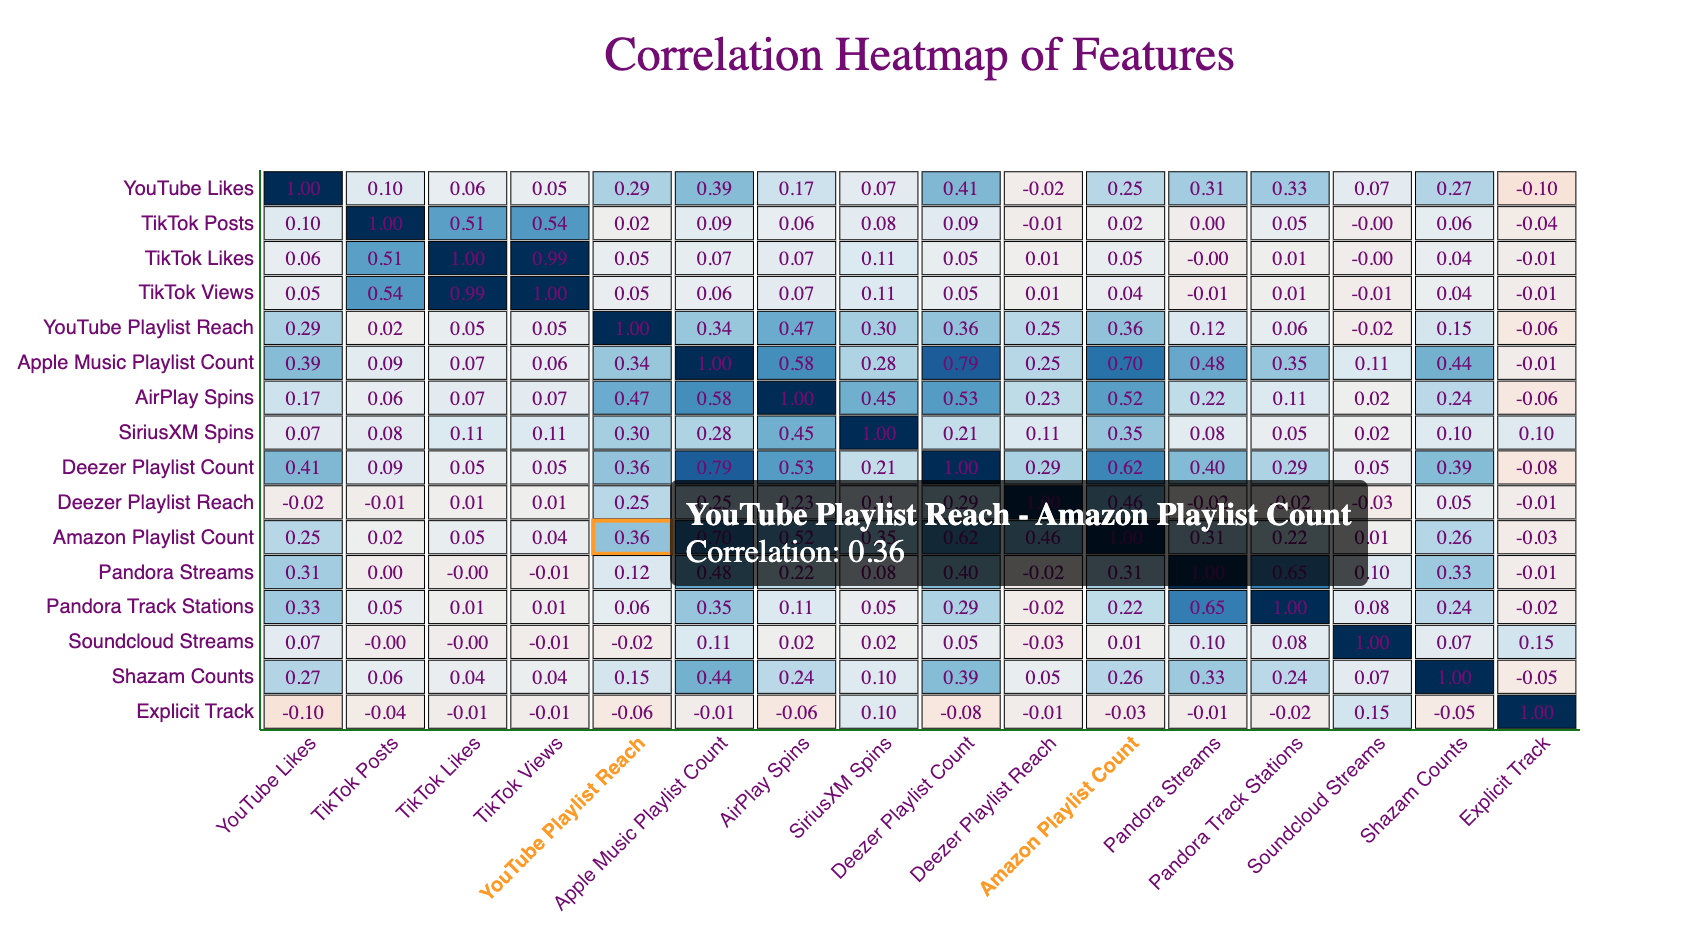 Correlation Heatmap of Features
YouTube Likes 1.00 0.10 0.06 0.05 0.29 0.39 0.17 0.07 0.41 -0.02 0.25 0.31 0.33 0.07 0.27 -0.10
TikTok Posts 0.10 1.00 0.51 0.54 0.02 0.09 0.06 0.08 0.09 -0.01 0.02 0.00 0.05 -0.00 0.06 -0.04
TikTok Likes 0.06 0.51 1.00 0.99 0.05 0.07 0.07 0.11 0.05 0.01 0.05 -0.00 0.01 -0.00 0.04 -0.01
TikTok Views 0.05 0.54 0.99 1.00 0.05 0.06 0.07 0.11 0.05 0.01 0.04 -0.01 0.01 -0.01 0.04 -0.01
YouTube Playlist Reach 0.29 0.02 0.05 0.05 1.00 0.34 0.47 0.30 0.36 0.25 0.36 0.12 0.06 -0.02 0.15 -0.06
Apple Music Playlist Count 0.39 0.09 0.07 0.06 0.34 1.00 0.58 0.28 0.79 0.25 0.70 0.48 0.35 0.11 0.44 -0.01
AirPlay Spins 0.17 0.06 0.07 0.07 0.47 0.58 1.00 0.45 0.53 0.23 0.52 0.22 0.11 0.02 0.24 -0.06
SiriusXM Spins 0.07 0.08 0.11 0.11 0.30 0.28 0.45 1.00 0.21 0.11 0.35 0.08 0.05 0.02 0.10 0.10
Deezer Playlist Count 0.41 0.09 0.05 0.05 0.36 0.79 0.53 0.21 1.00 0.29 0.62 0.40 0.29 0.05 0.39 -0.08
Deezer Playlist Reach -0.02 -0.01 0.01 0.01 0.25 0.25 0.23 0.11 0.29 1.00 0.46 -0.02 -0.02 -0.03 0.05 -0.01
YouTube Playlist Reach - Amazon Playlist Count
Amazon Playlist Count 0.25 0.02 0.05 0.04 0.36 0.70 0.52 0.35 0.62 0.46 1.00 0.31 0.22 0.01 0.26 -0.03
Correlation: 0.36
Pandora Streams 0.31 0.00 -0.00 -0.01 0.12 0.48 0.22 0.08 0.40 -0.02 0.31 1.00 0.65 0.10 0.33 -0.01
Pandora Track Stations 0.33 0.05 0.01 0.01 0.06 0.35 0.11 0.05 0.29 -0.02 0.22 0.65 1.00 0.08 0.24 -0.02
Soundcloud Streams 0.07 -0.00 -0.00 -0.01 -0.02 0.11 0.02 0.02 0.05 -0.03 0.01 0.10 0.08 1.00 0.07 0.15
Shazam Counts 0.27 0.06 0.04 0.04 0.15 0.44 0.24 0.10 0.39 0.05 0.26 0.33 0.24 0.07 1.00 -0.05
Explicit Track -0.10 -0.04 -0.01 -0.01 -0.06 -0.01 -0.06 0.10 -0.08 -0.01 -0.03 -0.01 -0.02 0.15 -0.05 1.00
YouTube Likes
TikTok Posts
TikTok Likes
TikTok Views
YouTube Playlist Reach
Apple Music Playlist Count
AirPlay Spins
SiriusXM Spins
Deezer Playlist Count
Deezer Playlist Reach
Amazon Playlist Count
Pandora Streams
Pandora Track Stations
Soundcloud Streams
Shazam Counts
Explicit Track